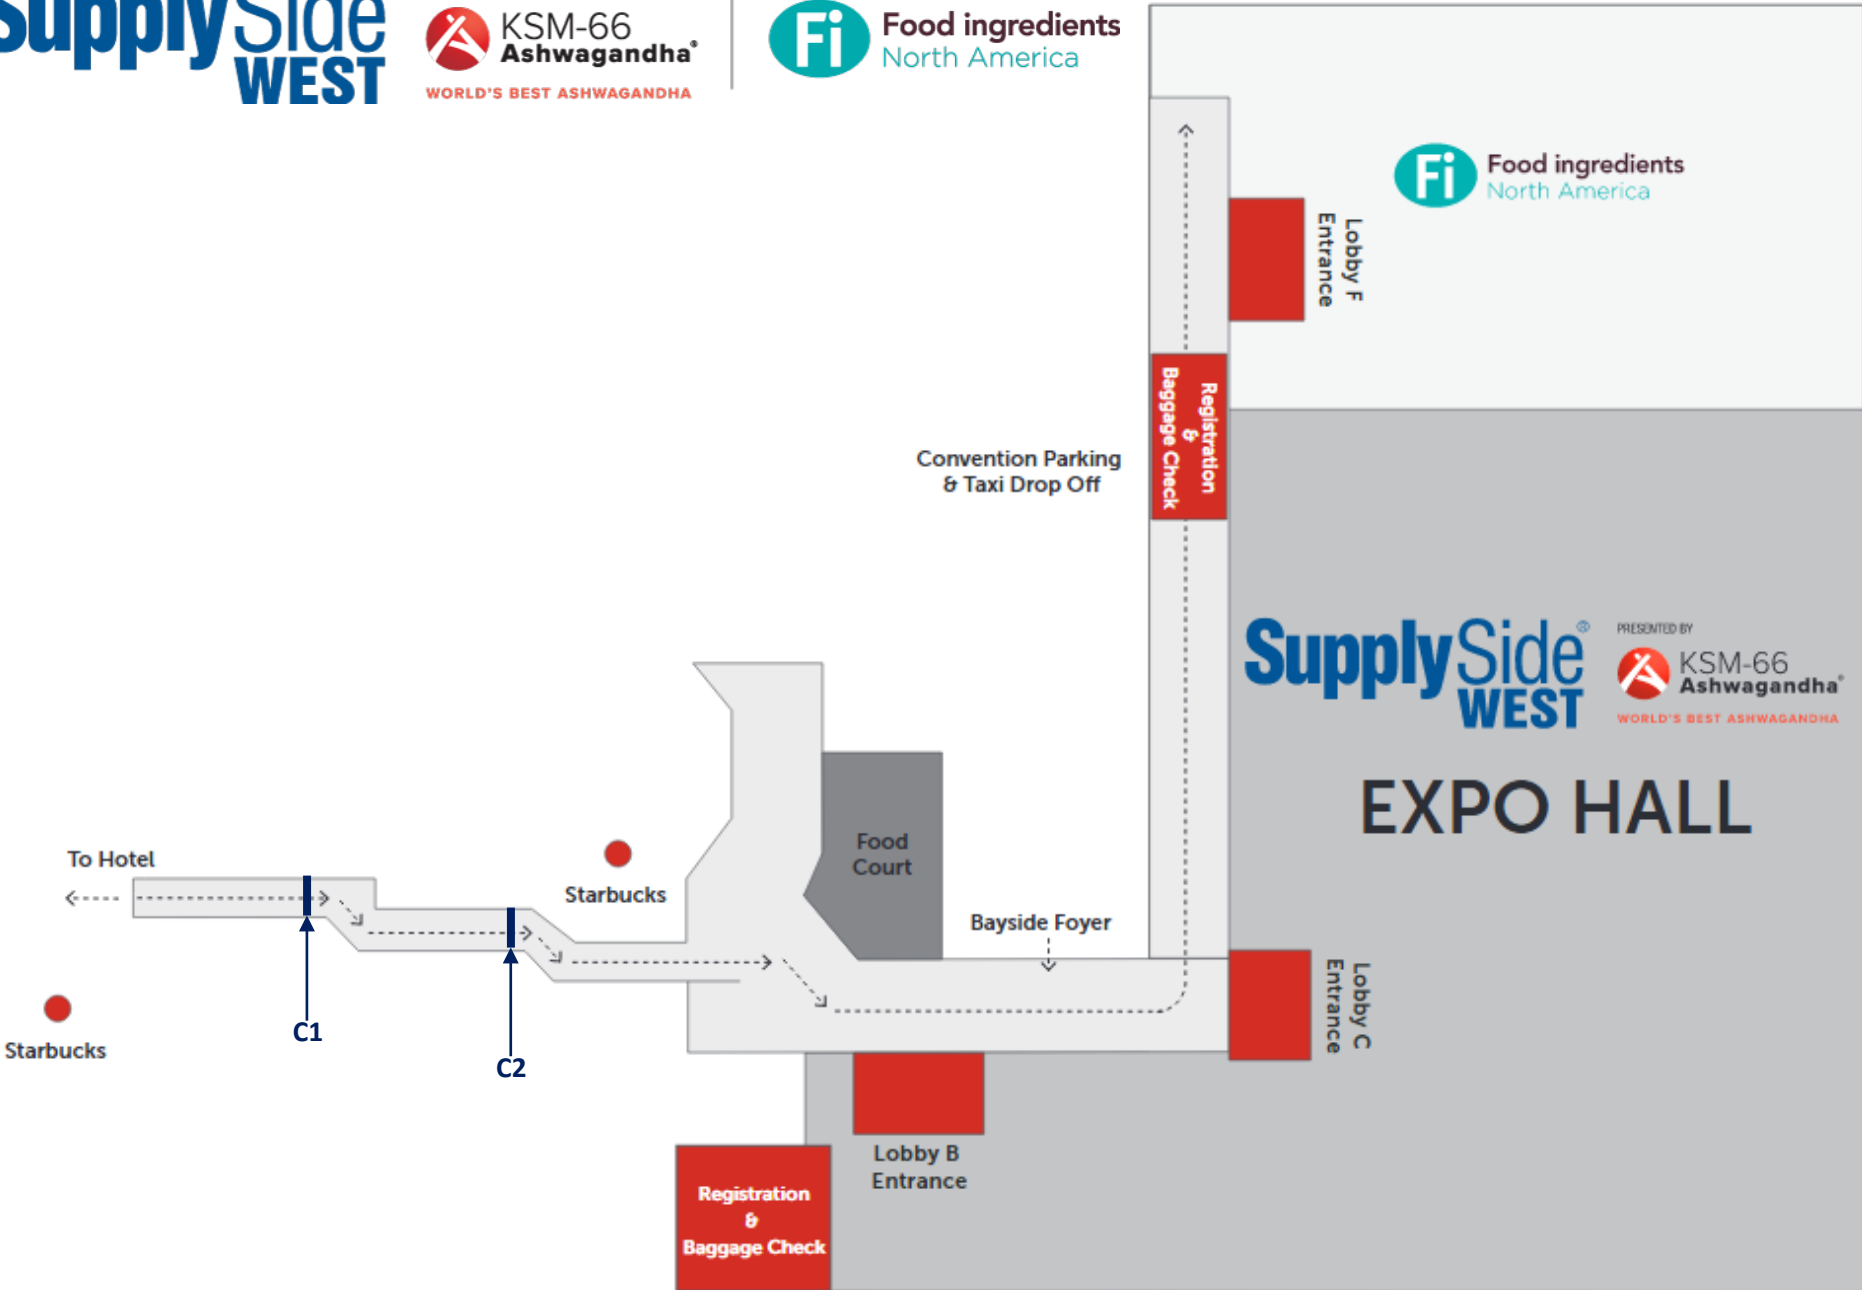 SupplySide
WEST
KSM-66
Ashwagandha®
WORLD'S BEST ASHWAGANDHA
Fi
Food ingredients
North America
Fi
Food ingredients
North America
Lobby F
Entrance
Registration
&
Baggage Check
Convention Parking
& Taxi Drop Off
SupplySide®
WEST
PRESENTED BY
KSM-66
Ashwagandha®
WORLD'S BEST ASHWAGANDHA
EXPO HALL
Food
Court
To Hotel
Starbucks
Bayside Foyer
Lobby C
Entrance
Starbucks
C1
C2
Lobby B
Entrance
Registration
&
Baggage Check